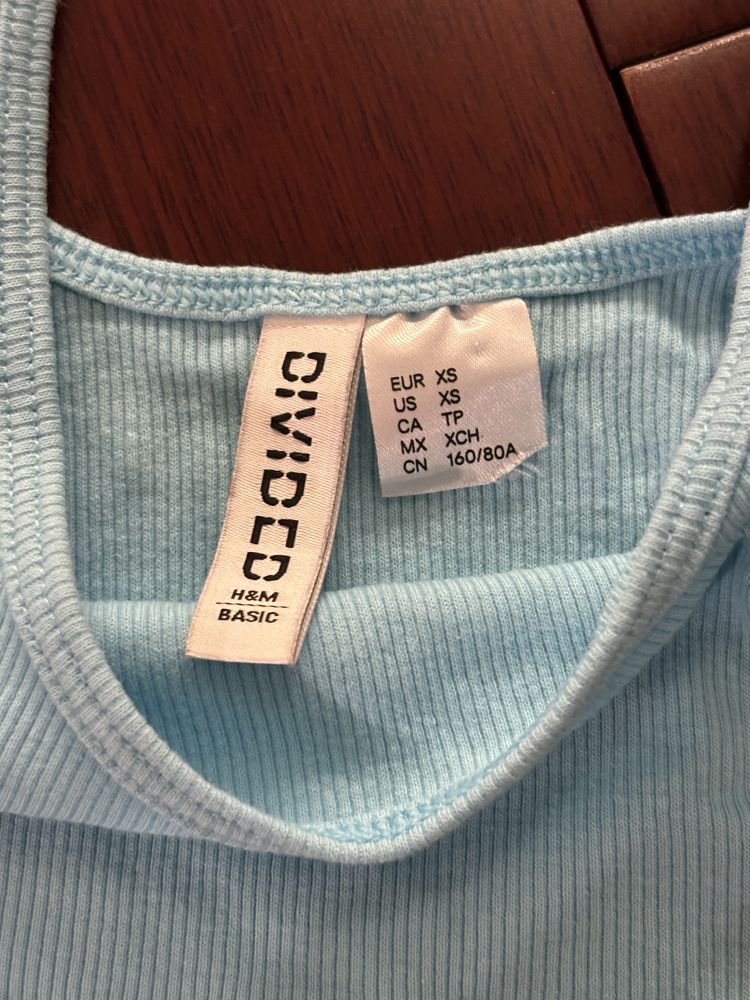 DIVIDED
H&M
BASIC
EUR XS
US XS
CA TP
MX XCH
CN 160/80A